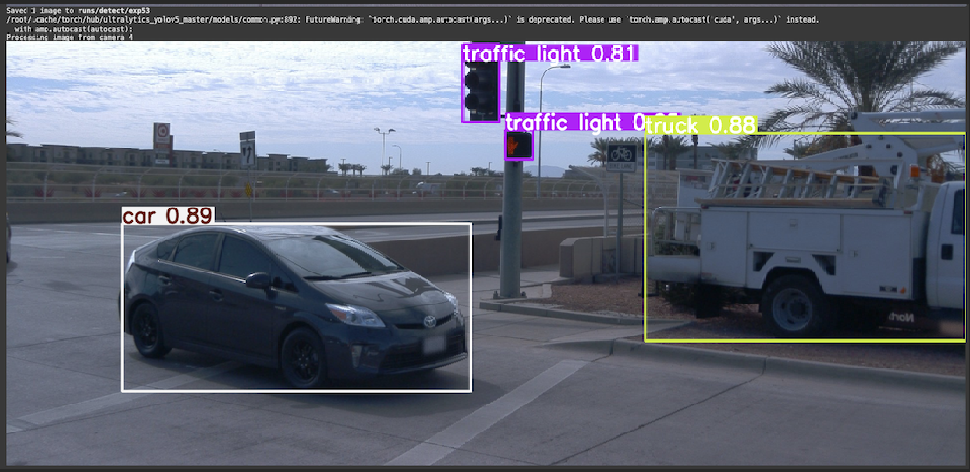 Saved 1 image to runs/detect/exp53
/root/.cache/torch/hub/ultralytics_yolov5_master/models/common.py:892: FutureWarning: `torch.cuda.amp.autocast(args...)` is deprecated. Please use `torch.amp.autocast('cuda', args...)` instead.
with amp.autocast(autocast):
Processing image from camera 4
traffic light 0.81
traffic light
truck 0.88
car 0.89